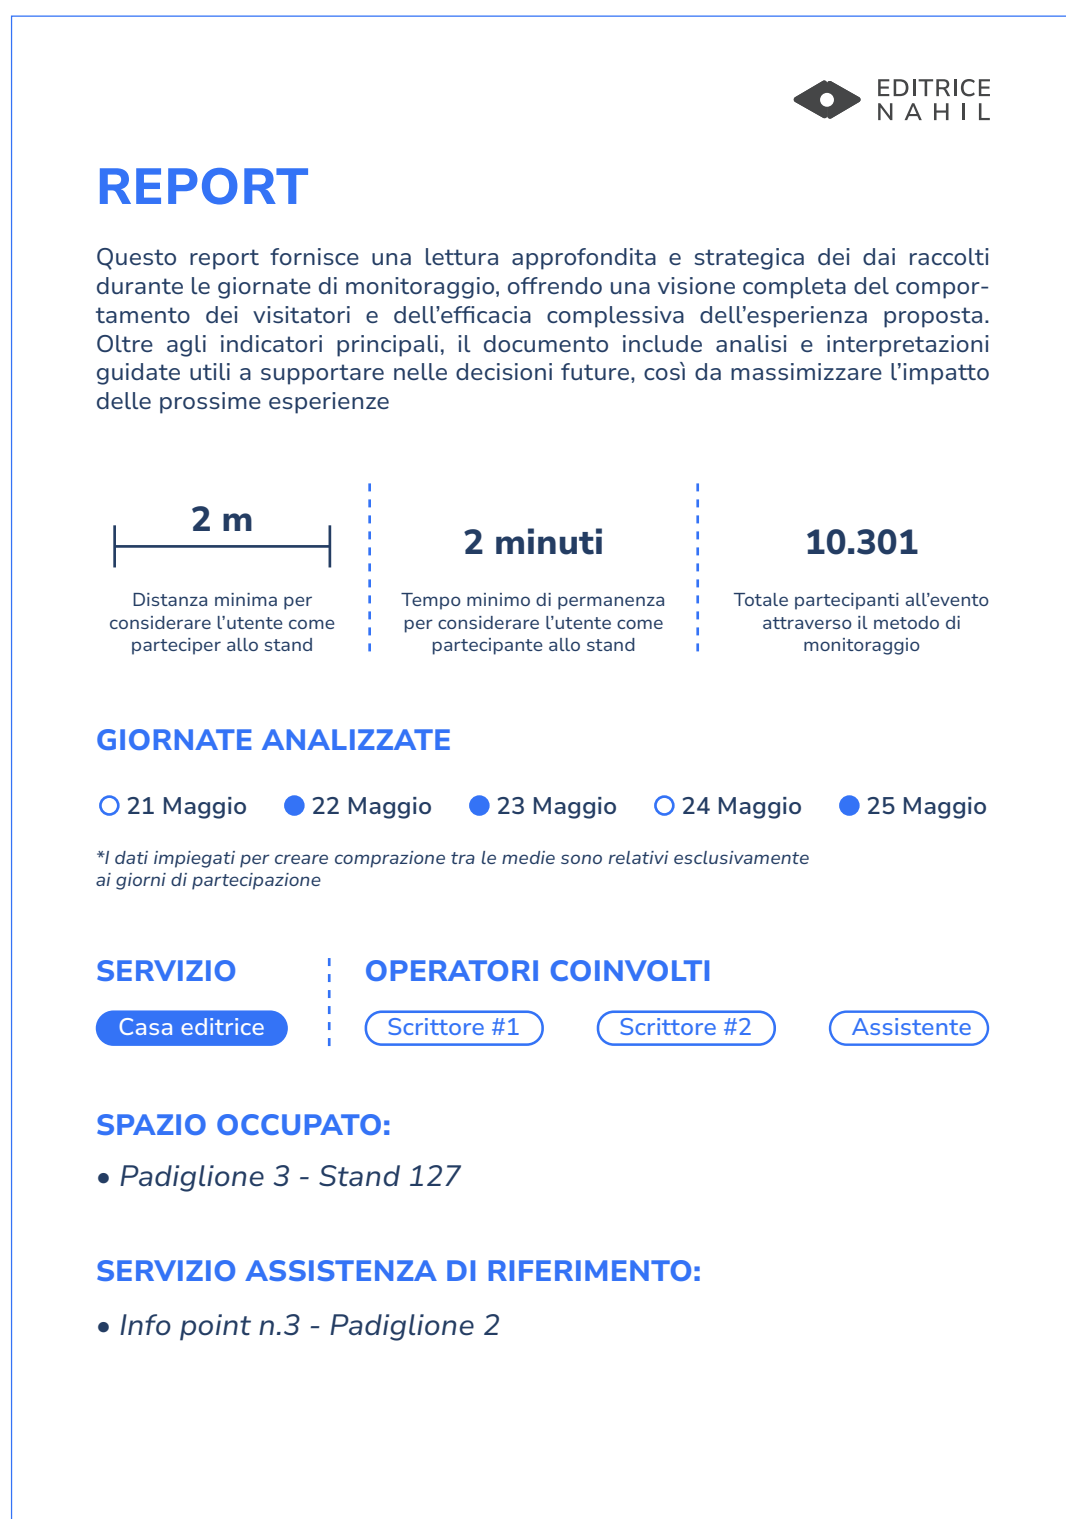 EDITRICE
NAHIL
REPORT
Questo report fornisce una lettura approfondita e strategica dei dai raccolti
durante le giornate di monitoraggio, offrendo una visione completa del compor-
tamento dei visitatori e dell'efficacia complessiva dell'esperienza proposta.
Oltre agli indicatori principali, il documento include analisi e interpretazioni
guidate utili a supportare nelle decisioni future, così da massimizzare l'impatto
delle prossime esperienze
2 m
Distanza minima per
considerare l'utente come
parteciper allo stand
2 minuti
Tempo minimo di permanenza
per considerare l'utente come
partecipante allo stand
10.301
Totale partecipanti all'evento
attraverso il metodo di
monitoraggio
GIORNATE ANALIZZATE
21 Maggio 22 Maggio 23 Maggio 24 Maggio 25 Maggio
*I dati impiegati per creare comprazione tra le medie sono relativi esclusivamente
ai giorni di partecipazione
SERVIZIO
Casa editrice
OPERATORI COINVOLTI
Scrittore #1 Scrittore #2 Assistente
SPAZIO OCCUPATO:
• Padiglione 3 - Stand 127
SERVIZIO ASSISTENZA DI RIFERIMENTO:
• Info point n.3 - Padiglione 2